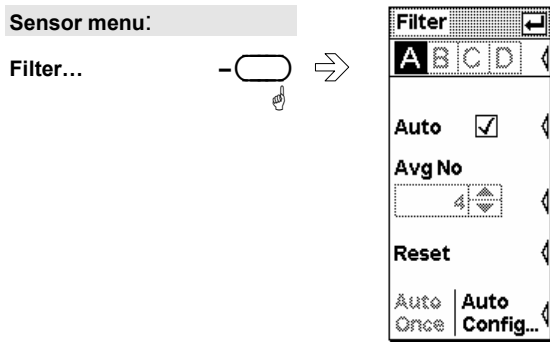 Sensor menu:
Filter…
Filter
A B C D
Auto
Avg No
4
Reset
Auto Once Auto Config...